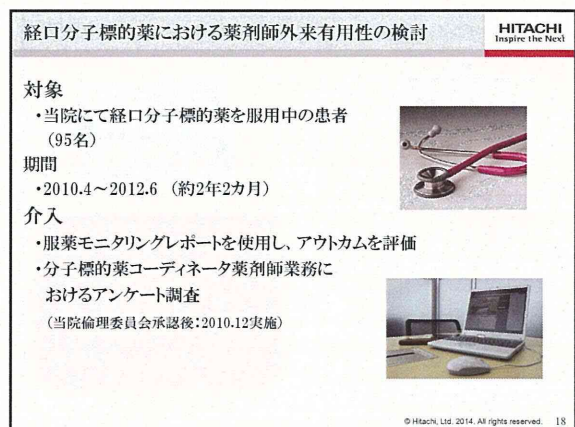 経口分子標的薬における薬剤師外来有用性の検討
HITACHI
Inspire the Next
対象
・当院にて経口分子標的薬を服用中の患者
(95名)
期間
・2010.4～2012.6 (約2年2カ月)
介入
・服薬モニタリングレポートを使用し、アウトカムを評価
・分子標的薬コーディネータ薬剤師業務に
おけるアンケート調査
(当院倫理委員会承認後:2010.12実施)
© Hitachi, Ltd. 2014. All rights reserved. 18